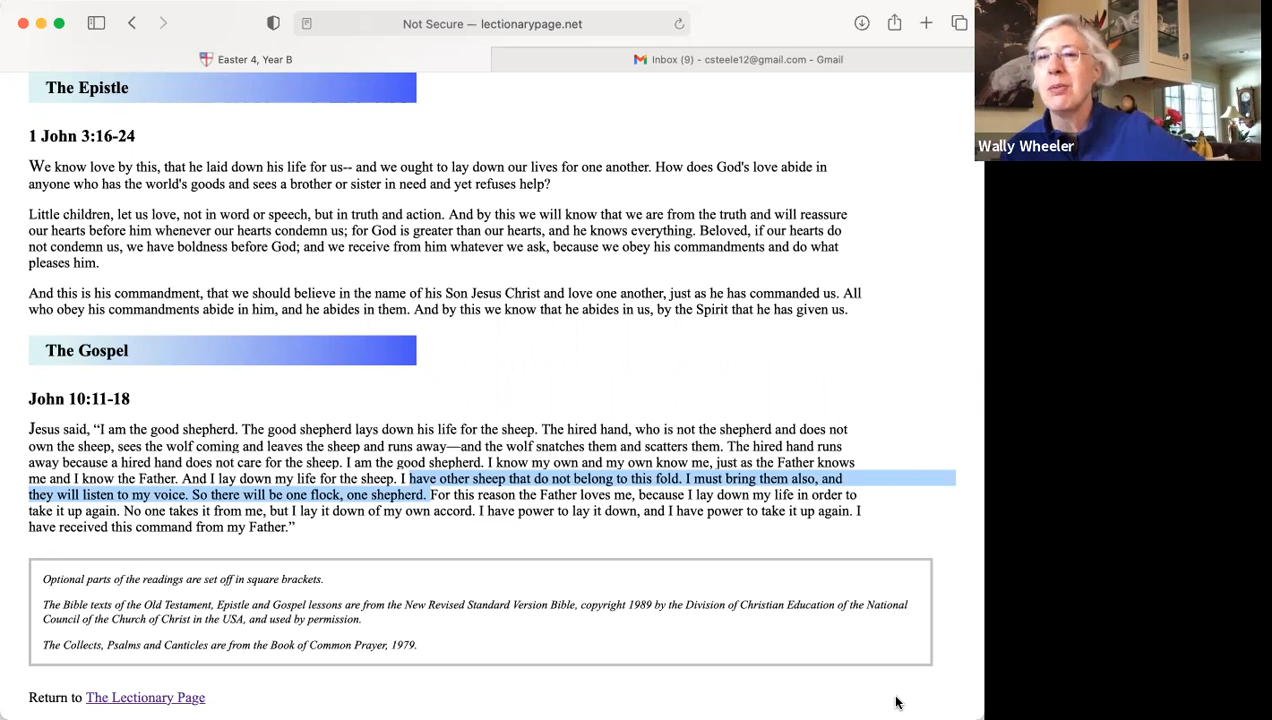 Not Secure — lectionarypage.net
Easter 4, Year B
Inbox (9) - csteele12@gmail.com - Gmail
Wally Wheeler
The Epistle
1 John 3:16-24
We know love by this, that he laid down his life for us-- and we ought to lay down our lives for one another. How does God's love abide in
anyone who has the world's goods and sees a brother or sister in need and yet refuses help?
Little children, let us love, not in word or speech, but in truth and action. And by this we will know that we are from the truth and will reassure
our hearts before him whenever our hearts condemn us; for God is greater than our hearts, and he knows everything. Beloved, if our hearts do
not condemn us, we have boldness before God; and we receive from him whatever we ask, because we obey his commandments and do what
pleases him.
And this is his commandment, that we should believe in the name of his Son Jesus Christ and love one another, just as he has commanded us. All
who obey his commandments abide in him, and he abides in them. And by this we know that he abides in us, by the Spirit that he has given us.
The Gospel
John 10:11-18
Jesus said, “I am the good shepherd. The good shepherd lays down his life for the sheep. The hired hand, who is not the shepherd and does not
own the sheep, sees the wolf coming and leaves the sheep and runs away—and the wolf snatches them and scatters them. The hired hand runs
away because a hired hand does not care for the sheep. I am the good shepherd. I know my own and my own know me, just as the Father knows
me and I know the Father. And I lay down my life for the sheep. I have other sheep that do not belong to this fold. I must bring them also, and
they will listen to my voice. So there will be one flock, one shepherd. For this reason the Father loves me, because I lay down my life in order to
take it up again. No one takes it from me, but I lay it down of my own accord. I have power to lay it down, and I have power to take it up again. I
have received this command from my Father.”
Optional parts of the readings are set off in square brackets.
The Bible texts of the Old Testament, Epistle and Gospel lessons are from the New Revised Standard Version Bible, copyright 1989 by the Division of Christian Education of the National
Council of the Church of Christ in the USA, and used by permission.
The Collects, Psalms and Canticles are from the Book of Common Prayer, 1979.
Return to The Lectionary Page